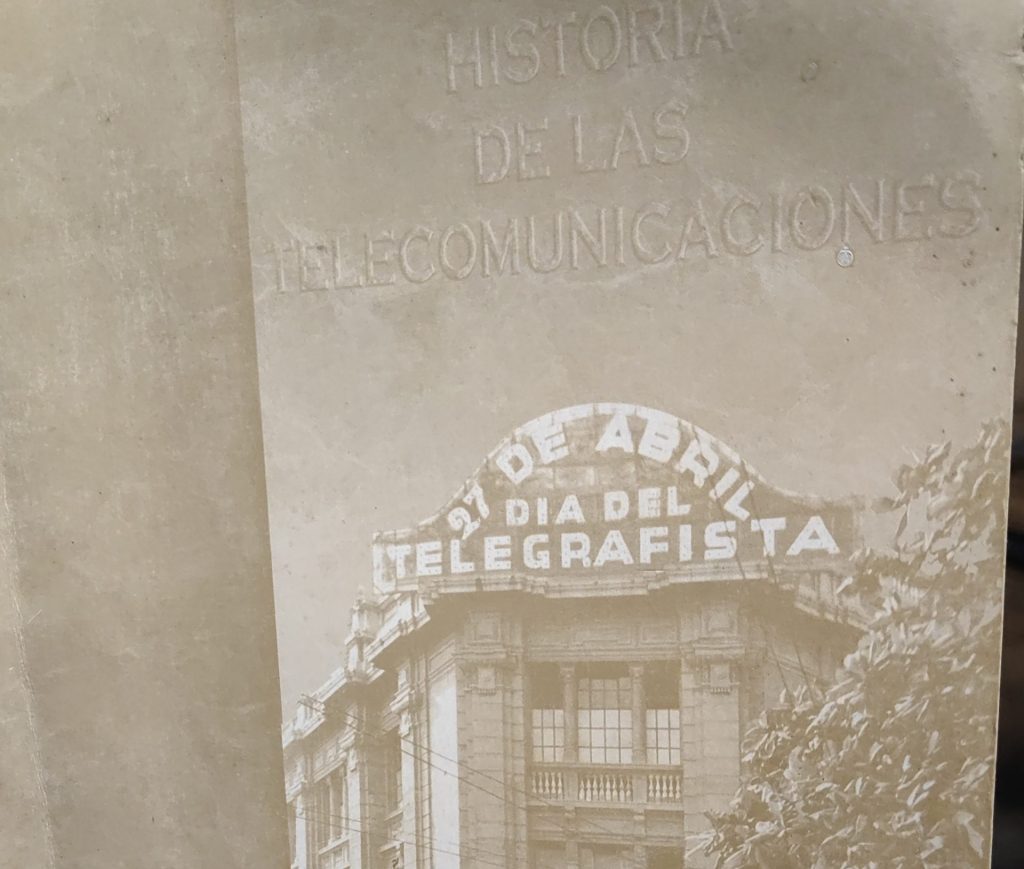 HISTORIA
DE LAS
TELECOMUNICACIONES
27 DE ABRIL
DIA DEL
TELEGRAFISTA